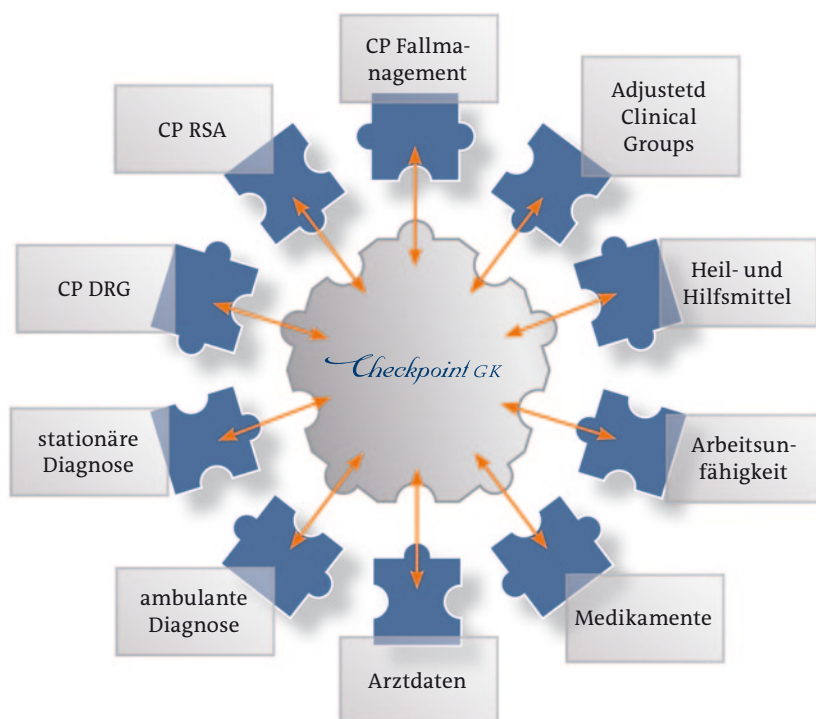 CP Fallma-
nagement
Adjustetd
Clinical
Groups
Heil- und
Hilfsmittel
Arbeitsun-
fähigkeit
Medikamente
Arztdaten
ambulante
Diagnose
stationäre
Diagnose
CP DRG
CP RSA
Checkpoint GK